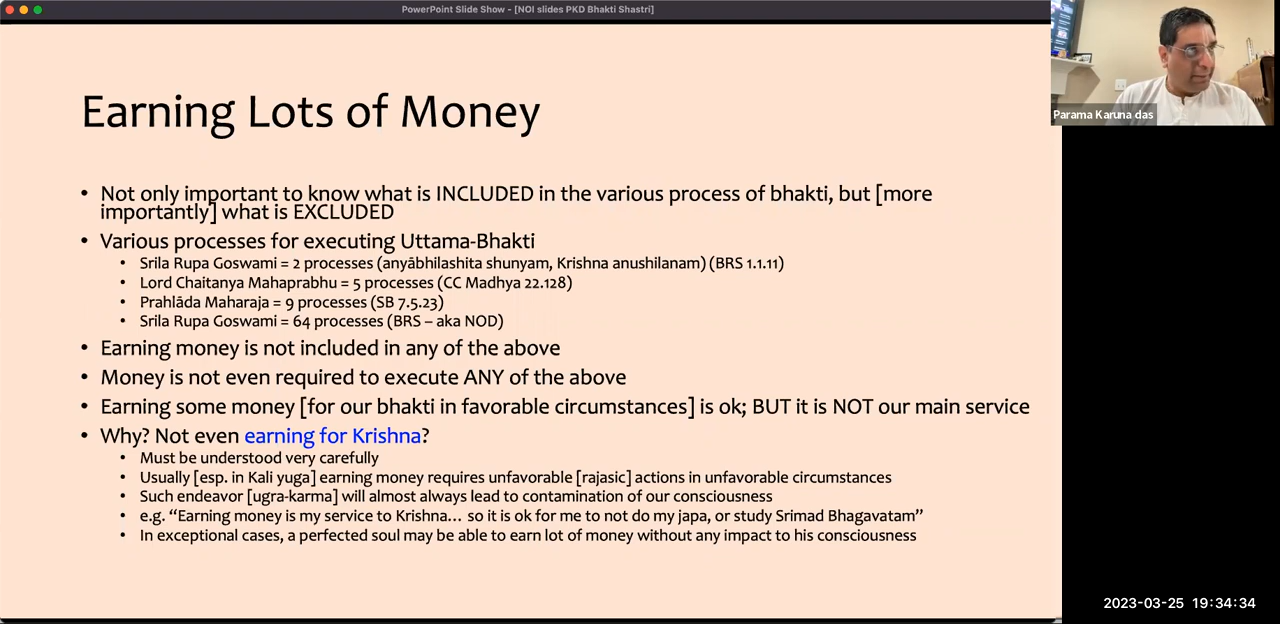 PowerPoint Slide Show - [NOI slides PKD Bhakti Shastri]
Earning Lots of Money
• Not only important to know what is INCLUDED in the various process of bhakti, but [more
importantly] what is EXCLUDED
• Various processes for executing Uttama-Bhakti
• Srila Rupa Goswami = 2 processes (anyābhilashita shunyam, Krishna anushilanam) (BRS 1.1.11)
• Lord Chaitanya Mahaprabhu = 5 processes (CC Madhya 22.128)
• Prahlāda Maharaja = 9 processes (SB 7.5.23)
• Srila Rupa Goswami = 64 processes (BRS – aka NOD)
• Earning money is not included in any of the above
• Money is not even required to execute ANY of the above
• Earning some money [for our bhakti in favorable circumstances] is ok; BUT it is NOT our main service
• Why? Not even earning for Krishna?
• Must be understood very carefully
• Usually [esp. in Kali yuga] earning money requires unfavorable [rajasic] actions in unfavorable circumstances
• Such endeavor [ugra-karma] will almost always lead to contamination of our consciousness
• e.g. “Earning money is my service to Krishna… so it is ok for me to not do my japa, or study Srimad Bhagavatam”
• In exceptional cases, a perfected soul may be able to earn lot of money without any impact to his consciousness
Parama Karuna das
2023-03-25 19:34:34